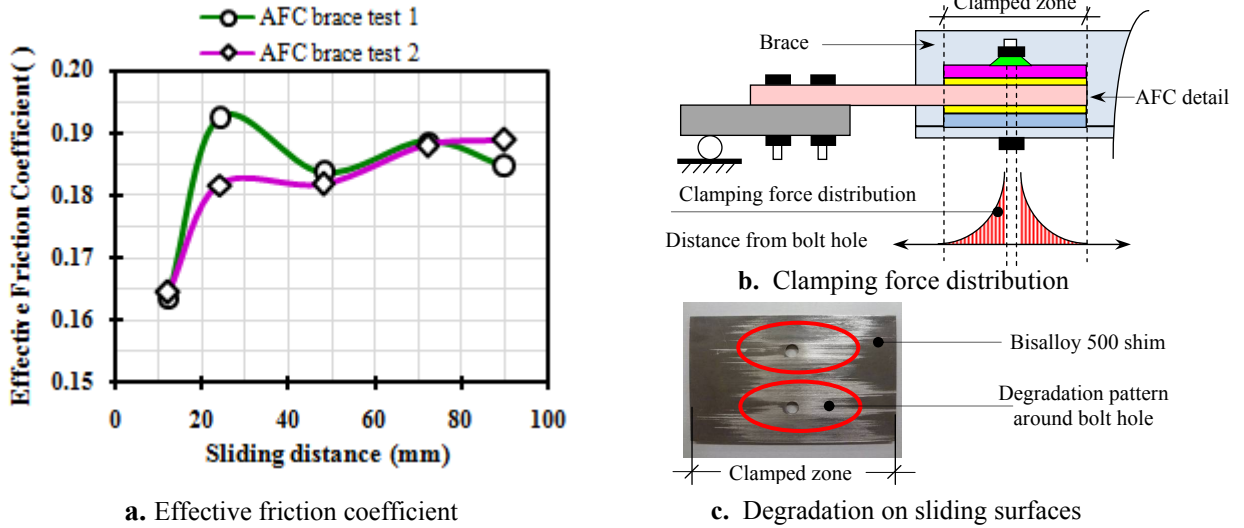 AFC brace test 1
AFC brace test 2
Effective Friction Coefficient( )
0.20
0.19
0.18
0.17
0.16
0.15
0 20 40 60 80 100
Sliding distance (mm)
a. Effective friction coefficient
Clamped zone
Brace
AFC detail
Clamping force distribution
Distance from bolt hole
b. Clamping force distribution
Bisalloy 500 shim
Degradation pattern
around bolt hole
Clamped zone
c. Degradation on sliding surfaces